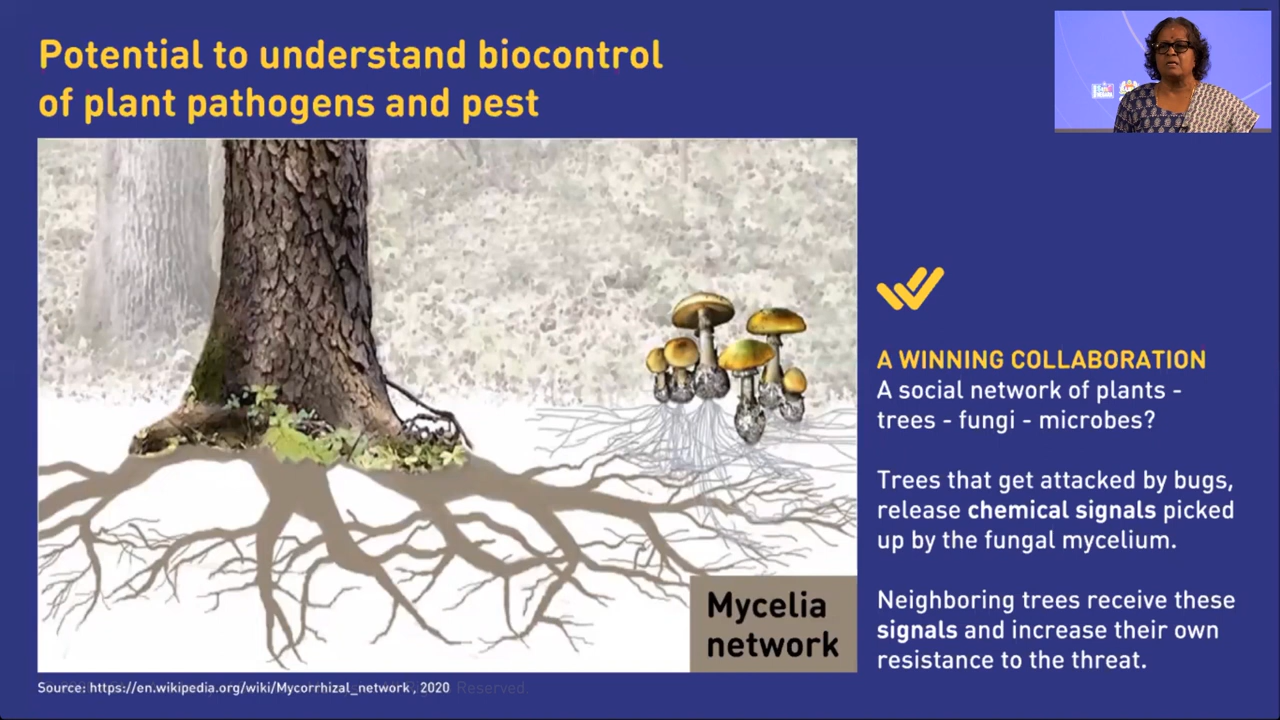 Potential to understand biocontrol
of plant pathogens and pest
A WINNING COLLABORATION
A social network of plants -
trees - fungi - microbes?
Trees that get attacked by bugs,
release chemical signals picked
up by the fungal mycelium.
Neighboring trees receive these
signals and increase their own
resistance to the threat.
Mycelia
network
Source: https://en.wikipedia.org/wiki/Mycorrhizal_network , 2020
Reserved.